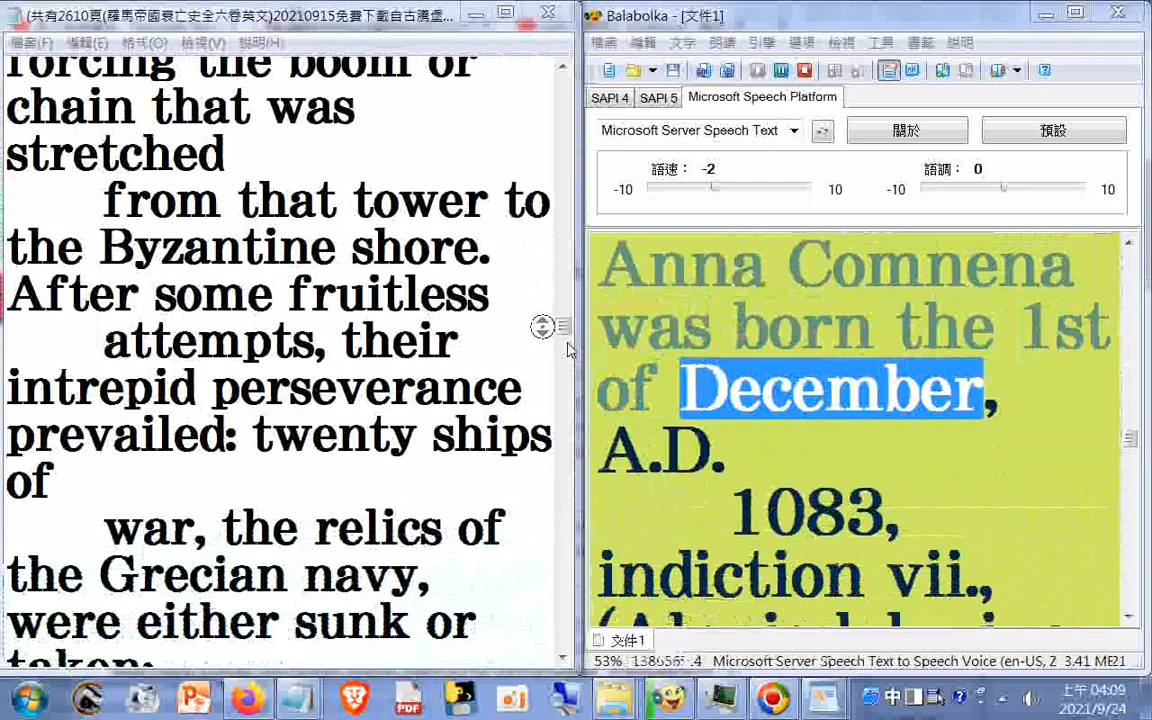 (共有2610頁(羅馬帝國衰亡史全六卷英文)20210915免費下載自古騰堡...
檔案(F) 編輯(E) 格式(O) 檢視(V) 說明(H)
forcing the boom or
chain that was
stretched
from that tower to
the Byzantine shore.
After some fruitless
attempts, their
intrepid perseverance
prevailed: twenty ships
of
war, the relics of
the Grecian navy,
were either sunk or
taken:
Balabolka - [文件1]
檔案 編輯 文字 朗讀 引擎 選項 檢視 工具 書籤 說明
SAPI 4 SAPI 5 Microsoft Speech Platform
Microsoft Server Speech Text 關於 預設
語速: -2 語調: 0
-10 10 -10 10
Anna Comnena
was born the 1st
of December,
A.D.
1083,
indiction vii.,
文件1
53% Microsoft Server Speech Text to Speech Voice (en-US, Z 3.41 ME21
中
上午 04:09
2021/9/24